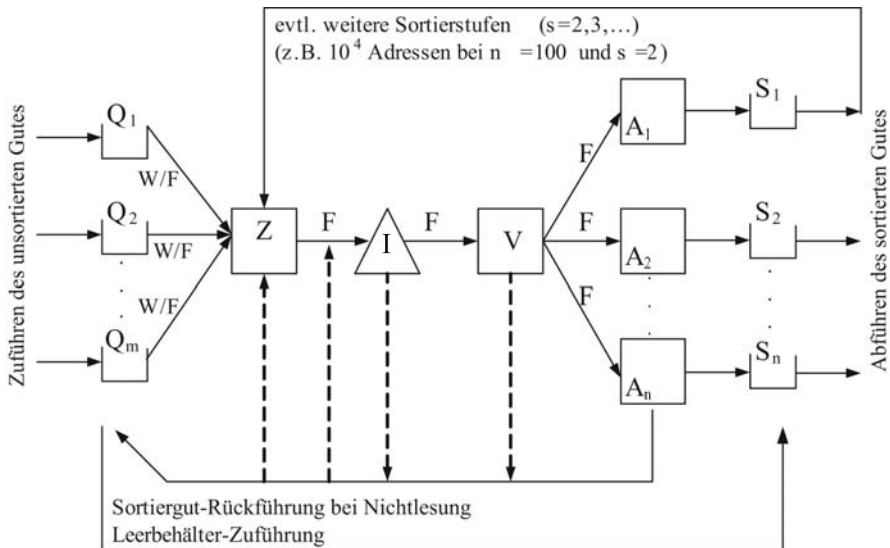 evtl. weitere Sortierstufen (s=2,3,...)
(z.B. 10⁴ Adressen bei n =100 und s =2)
Zuführen des unsortierten Gutes
Q₁
W/F
Q₂
W/F
W/F
Qₘ
Z
F
I
F
V
F
F
F
A₁
A₂
Aₙ
S₁
S₂
Sₙ
Abführen des sortierten Gutes
Sortiergut-Rückführung bei Nichtlesung
Leerbehälter-Zuführung